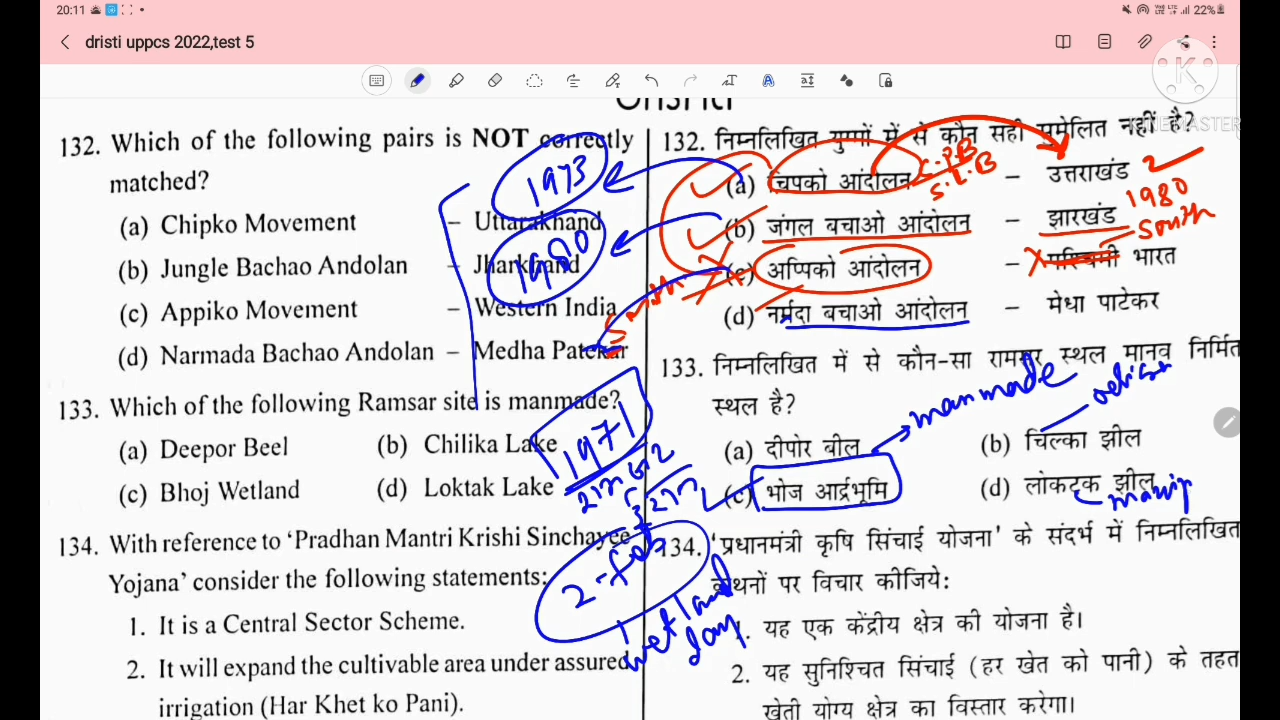 20:11
22%
dristi uppcs 2022,test 5
K
132. Which of the following pairs is NOT correctly
matched?
(a) Chipko Movement – Uttarakhand
(b) Jungle Bachao Andolan – Jharkhand
(c) Appiko Movement – Western India
(d) Narmada Bachao Andolan – Medha Patekar
133. Which of the following Ramsar site is manmade?
(a) Deepor Beel (b) Chilika Lake
(c) Bhoj Wetland (d) Loktak Lake
134. With reference to ‘Pradhan Mantri Krishi Sinchayee
Yojana’ consider the following statements:
1. It is a Central Sector Scheme.
2. It will expand the cultivable area under assured
irrigation (Har Khet ko Pani).
1973
1980
South
1971
2-feb
wetland
day
132. निम्नलिखित युग्मों में से कौन सही सुमेलित नहीं है?
(a) चिपको आंदोलन – उत्तराखंड
C.P.B
S.L.B
(b) जंगल बचाओ आंदोलन – झारखंड
1980
South
(c) अप्पिको आंदोलन – पश्चिमी भारत
(d) नर्मदा बचाओ आंदोलन – मेधा पाटेकर
133. निम्नलिखित में से कौन-सा रामसर स्थल मानव निर्मित
स्थल है?
manmade
(a) दीपोर बील (b) चिल्का झील
(c) भोज आर्द्रभूमि (d) लोकटक झील
134. ‘प्रधानमंत्री कृषि सिंचाई योजना’ के संदर्भ में निम्नलिखित
कथनों पर विचार कीजिये:
1. यह एक केंद्रीय क्षेत्र की योजना है।
2. यह सुनिश्चित सिंचाई (हर खेत को पानी) के तहत
खेती योग्य क्षेत्र का विस्तार करेगा।